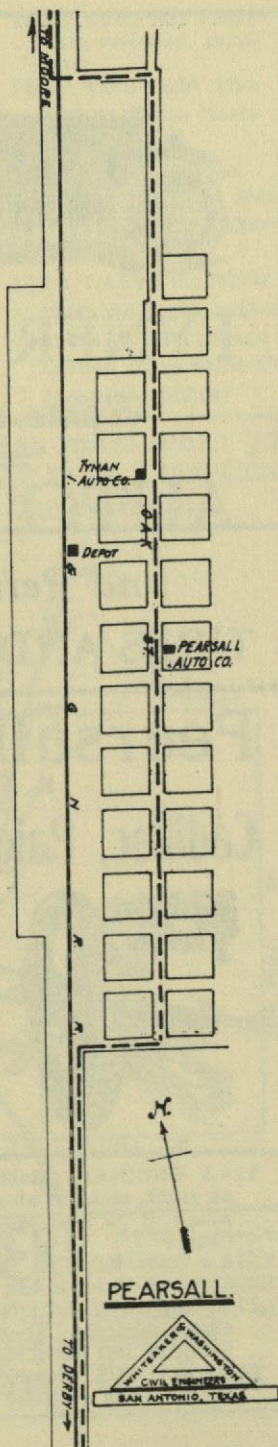 TO MOORE
TYMAN
AUTO CO.
OAK ST.
DEPOT
I & G N R R
PEARSALL
AUTO CO.
N.
PEARSALL.
WHITEAKER & WASHINGTON
CIVIL ENGINEERS
SAN ANTONIO, TEXAS
TO DERBY